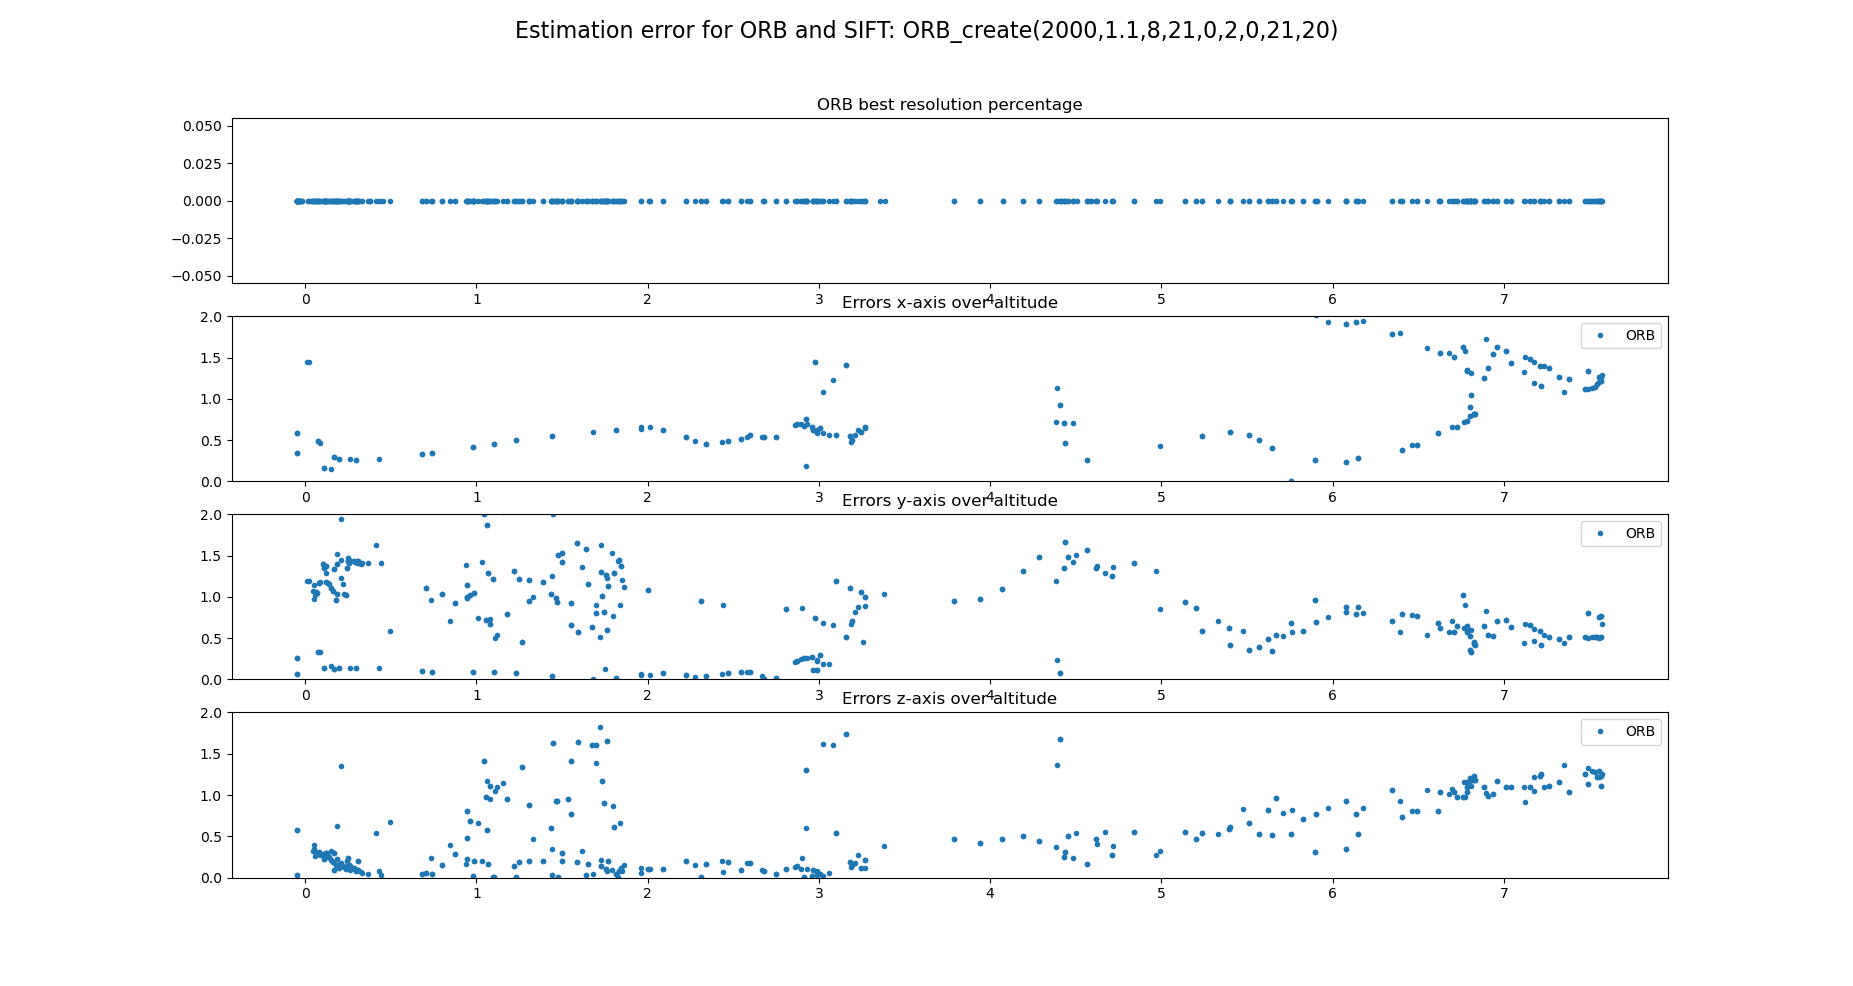 Estimation error for ORB and SIFT: ORB_create(2000,1.1,8,21,0,2,0,21,20)
ORB best resolution percentage
0.050
0.025
0.000
−0.025
−0.050
0 1 2 3 4 5 6 7
Errors x-axis over altitude
2.0
1.5
1.0
0.5
0.0
ORB
0 1 2 3 4 5 6 7
Errors y-axis over altitude
2.0
1.5
1.0
0.5
0.0
ORB
0 1 2 3 4 5 6 7
Errors z-axis over altitude
2.0
1.5
1.0
0.5
0.0
ORB
0 1 2 3 4 5 6 7